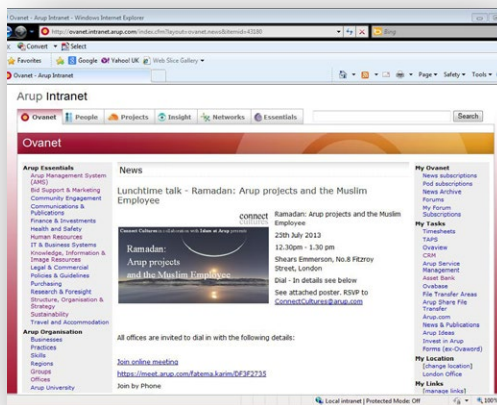 Ovanet - Arup Intranet - Windows Internet Explorer
http://ovanet.intranet.arup.com/index.cfm?layout=ovanet.news&itemid=43180
Bing
x Convert Select
Favorites Google Yahoo! UK Web Slice Gallery
Ovanet - Arup Intranet
Page Safety Tools
Arup Intranet
Ovanet People Projects Insight Networks Essentials
Search
Ovanet
Arup Essentials
Arup Management System
(AMS)
Bid Support & Marketing
Community Engagement
Communications &
Publications
Finance & Investments
Health and Safety
Human Resources
IT & Business Systems
Knowledge, Information &
Image Resources
Legal & Commercial
Policies & Guidelines
Purchasing
Research & Foresight
Structure, Organisation &
Strategy
Sustainability
Travel and Accommodation
Arup Organisation
Businesses
Practices
Skills
Regions
Groups
Offices
Arup University
News
Lunchtime talk - Ramadan: Arup projects and the Muslim
Employee
connect
cultures
Connect Cultures in collaboration with Islam at Arup presents
Ramadan:
Arup projects
and the Muslim Employee
Ramadan: Arup projects and the Muslim
Employee
25th July 2013
12.30pm - 1.30 pm
Shears Emmerson, No.8 Fitzroy
Street, London
Dial - In details see below
See attached poster. RSVP to
ConnectCultures@arup.com
All offices are invited to dial in with the following details:
Join online meeting
https://meet.arup.com/fatema.karim/DF3F2735
Join by Phone
My Ovanet
News subscriptions
Pod subscriptions
News Archive
Forums
My Forum
Subscriptions
My Tasks
Timesheets
TAPS
Ovaview
CRM
Arup Service
Management
Asset Bank
Ovabase
File Transfer Areas
Arup Share File
Transfer
Arup.com
News & Publications
Arup Ideas
Invest in Arup
Forms (ex-Ovaword)
My Location
[change location]
London Office
My Links
[manage links]
Local intranet | Protected Mode: Off
100%